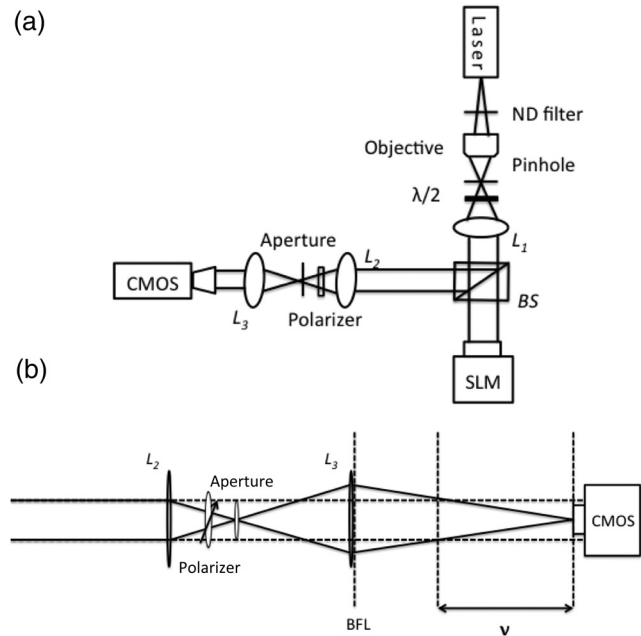 (a)
Laser
ND filter
Objective
Pinhole
λ/2
L1
Aperture
L2
CMOS
BS
L3
Polarizer
SLM
(b)
L2
L3
Aperture
CMOS
Polarizer
BFL
ν